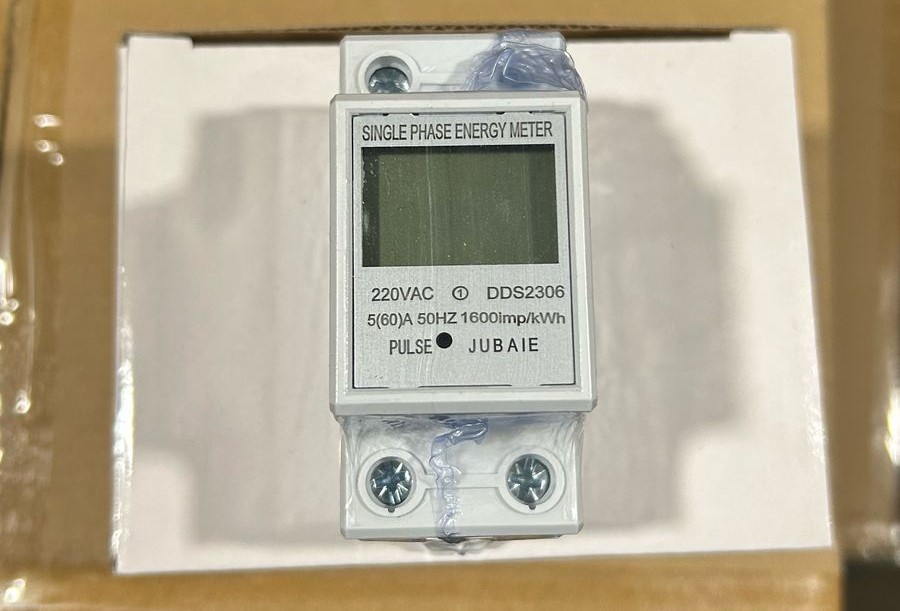 SINGLE PHASE ENERGY METER
220VAC ① DDS2306
5(60)A 50HZ 1600imp/kWh
PULSE JUBAIE